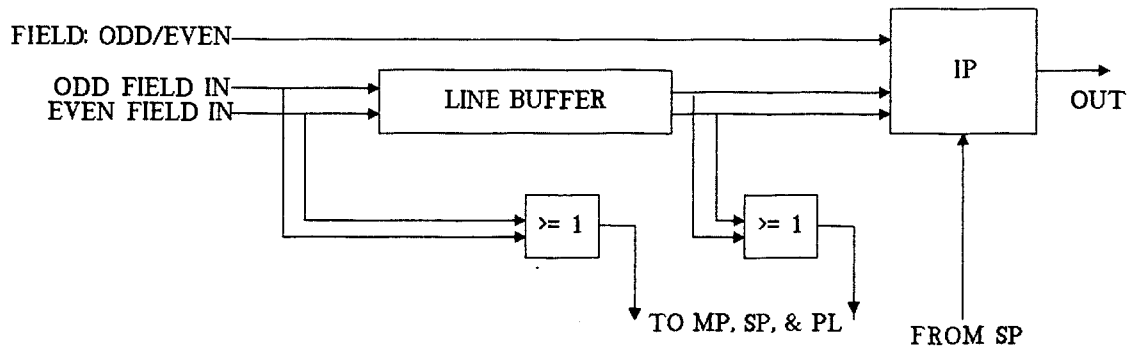 FIELD: ODD/EVEN
IP
ODD FIELD IN
LINE BUFFER
EVEN FIELD IN
OUT
>= 1
>= 1
TO MP, SP, & PL
FROM SP